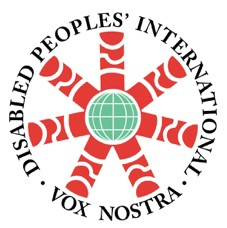 DISABLED PEOPLES' INTERNATIONAL
VOX NOSTRA